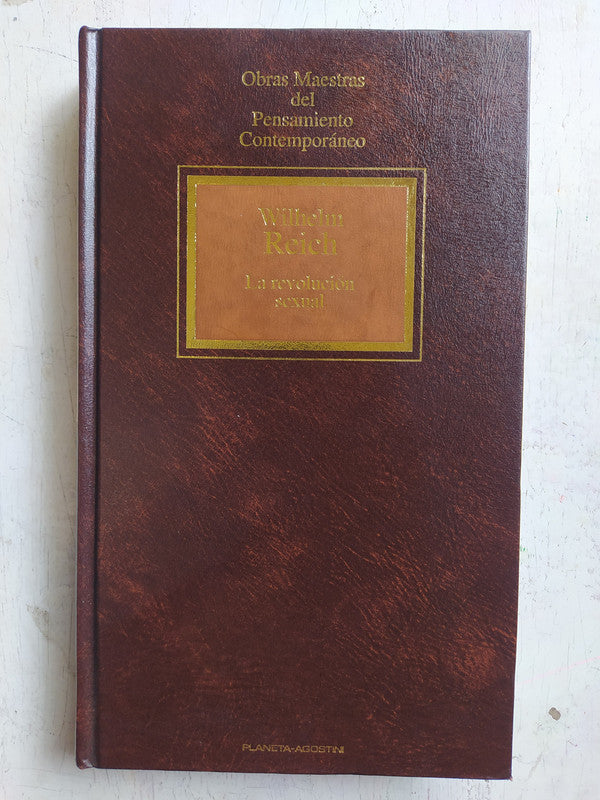 Obras Maestras
del
Pensamiento
Contemporáneo
Wilhelm
Reich
La revolución
sexual
PLANETA-AGOSTINI